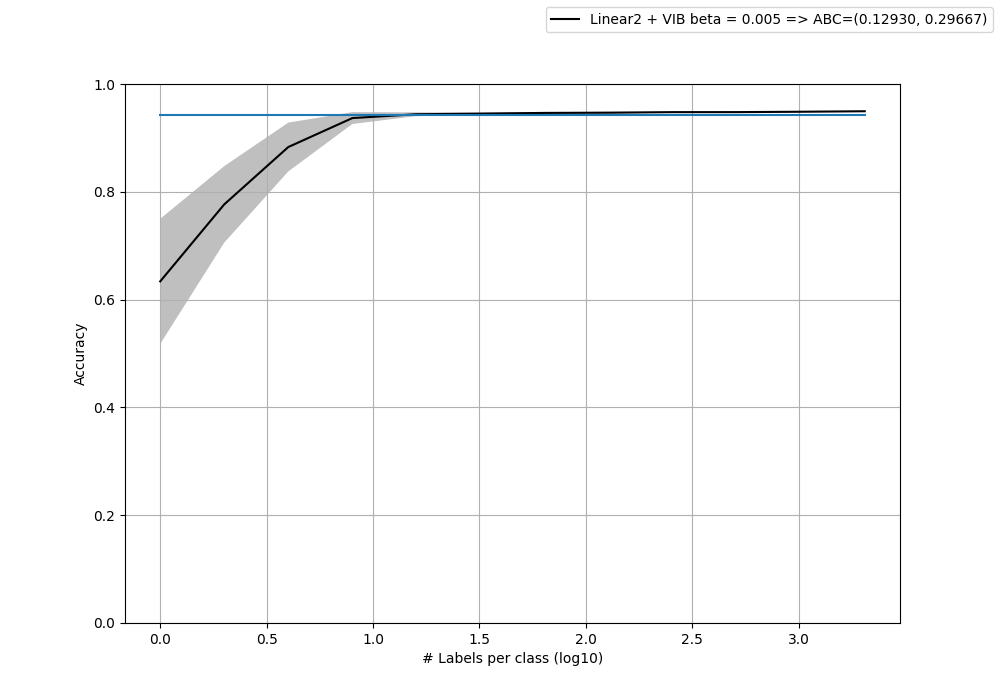 Linear2 + VIB beta = 0.005 => ABC=(0.12930, 0.29667)
1.0
0.8
0.6
0.4
0.2
0.0
Accuracy
0.0 0.5 1.0 1.5 2.0 2.5 3.0
# Labels per class (log10)